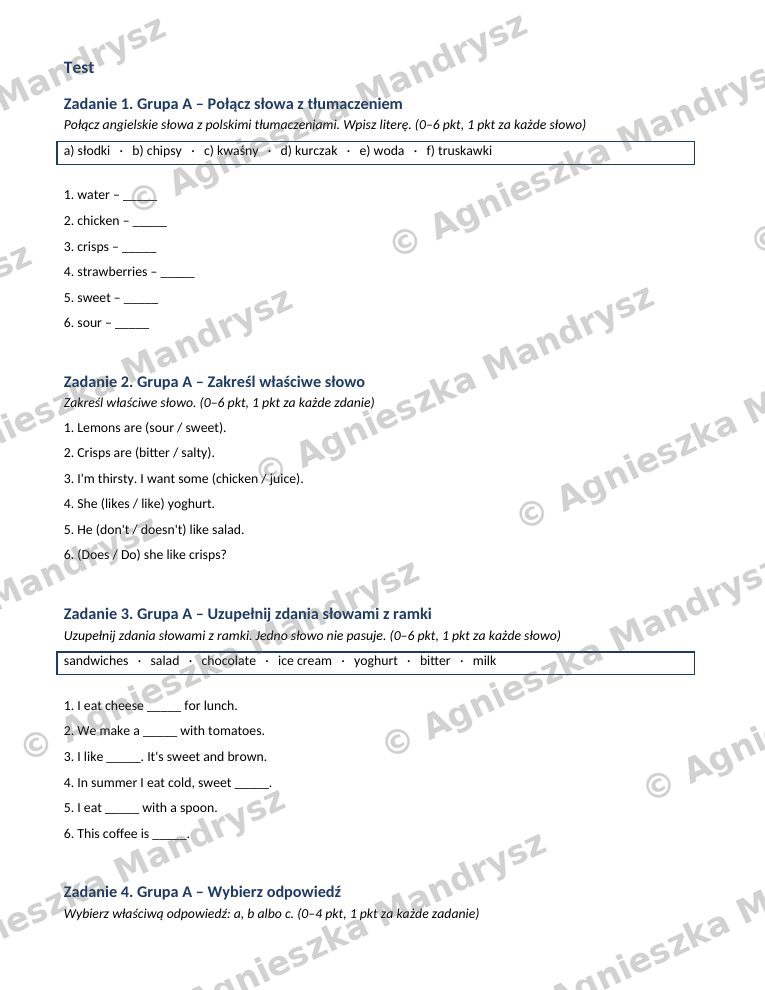 Test
Zadanie 1. Grupa A – Połącz słowa z tłumaczeniem
Połącz angielskie słowa z polskimi tłumaczeniami. Wpisz literę. (0–6 pkt, 1 pkt za każde słowo)
a) słodki · b) chipsy · c) kwaśny · d) kurczak · e) woda · f) truskawki
1. water – _____
2. chicken – _____
3. crisps – _____
4. strawberries – _____
5. sweet – _____
6. sour – _____
Zadanie 2. Grupa A – Zakreśl właściwe słowo
Zakreśl właściwe słowo. (0–6 pkt, 1 pkt za każde zdanie)
1. Lemons are (sour / sweet).
2. Crisps are (bitter / salty).
3. I'm thirsty. I want some (chicken / juice).
4. She (likes / like) yoghurt.
5. He (don't / doesn't) like salad.
6. (Does / Do) she like crisps?
Zadanie 3. Grupa A – Uzupełnij zdania słowami z ramki
Uzupełnij zdania słowami z ramki. Jedno słowo nie pasuje. (0–6 pkt, 1 pkt za każde słowo)
sandwiches · salad · chocolate · ice cream · yoghurt · bitter · milk
1. I eat cheese _____ for lunch.
2. We make a _____ with tomatoes.
3. I like _____. It's sweet and brown.
4. In summer I eat cold, sweet _____.
5. I eat _____ with a spoon.
6. This coffee is _____.
Zadanie 4. Grupa A – Wybierz odpowiedź
Wybierz właściwą odpowiedź: a, b albo c. (0–4 pkt, 1 pkt za każde zadanie)
© Agnieszka Mandrysz